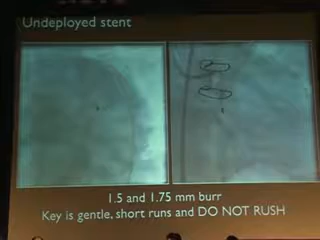 Undeployed stent
1.5 and 1.75 mm burr
Key is gentle, short runs and DO NOT RUSH